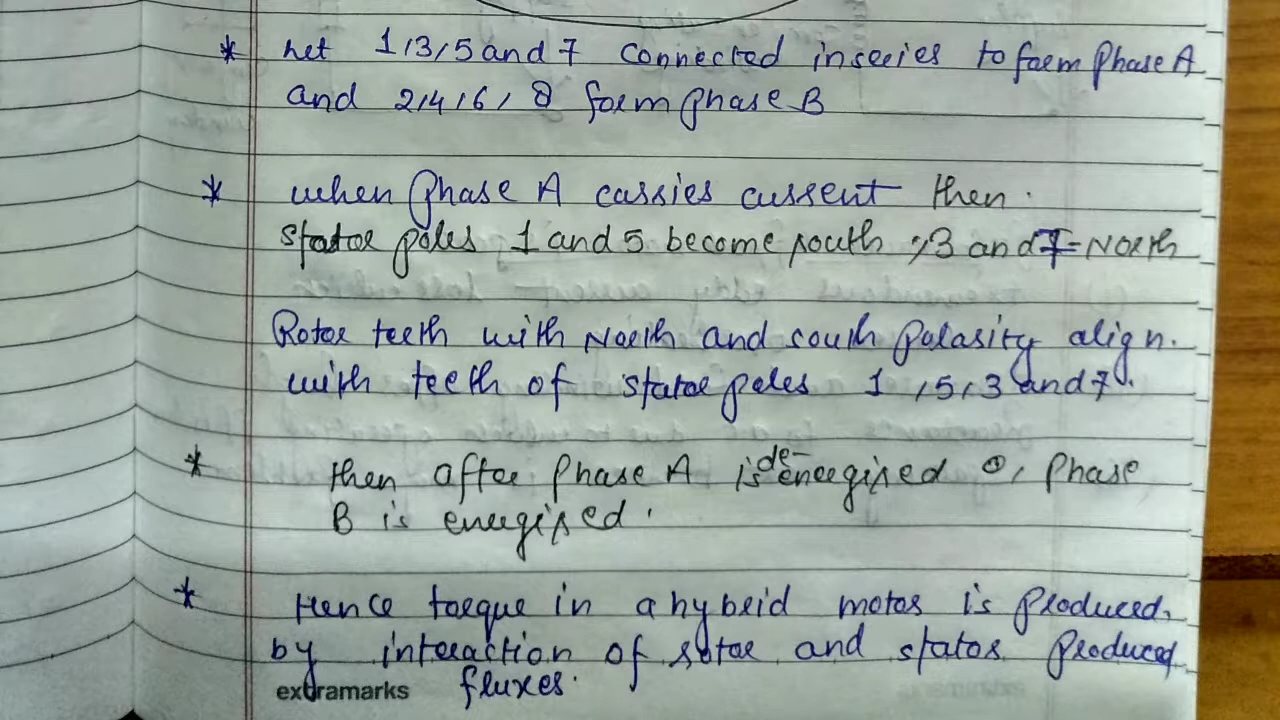 * Let 1,3,5 and 7 connected in series to form Phase A
and 2,4,6,8 form phase B
* when Phase A carries current then.
stator poles 1 and 5 become south ; 3 and 7 = North
Rotor teeth with North and south polarity align.
with teeth of stator poles 1,5,3 and 7.
* then after phase A is de-energised, Phase
B is energised.
* Hence torque in a hybrid motor is Produced.
by interaction of rotor and stator produced
fluxes.
extramarks